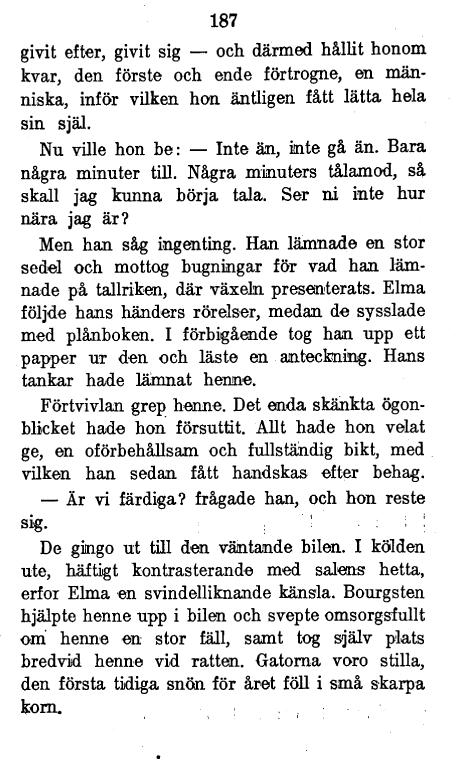 187
givit efter, givit sig — och därmed hållit honom
kvar, den förste och ende förtrogne, en män-
niska, inför vilken hon äntligen fått lätta hela
sin själ.
Nu ville hon be: — Inte än, inte gå än. Bara
några minuter till. Några minuters tålamod, så
skall jag kunna börja tala. Ser ni inte hur
nära jag är?
Men han såg ingenting. Han lämnade en stor
sedel och mottog bugningar för vad han läm-
nade på tallriken, där växeln presenterats. Elma
följde hans händers rörelser, medan de sysslade
med plånboken. I förbigående tog han upp ett
papper ur den och läste en anteckning. Hans
tankar hade lämnat henne.
Förtvivlan grep henne. Det enda skänkta ögon-
blicket hade hon försuttit. Allt hade hon velat
ge, en oförbehållsam och fullständig bikt, med
vilken han sedan fått handskas efter behag.
— Är vi färdiga? frågade han, och hon reste
sig.
De gingo ut till den väntande bilen. I kölden
ute, häftigt kontrasterande med salens hetta,
erfor Elma en svindelliknande känsla. Bourgsten
hjälpte henne upp i bilen och svepte omsorgsfullt
om henne en stor fäll, samt tog själv plats
bredvid henne vid ratten. Gatorna voro stilla,
den första tidiga snön för året föll i små skarpa
korn.